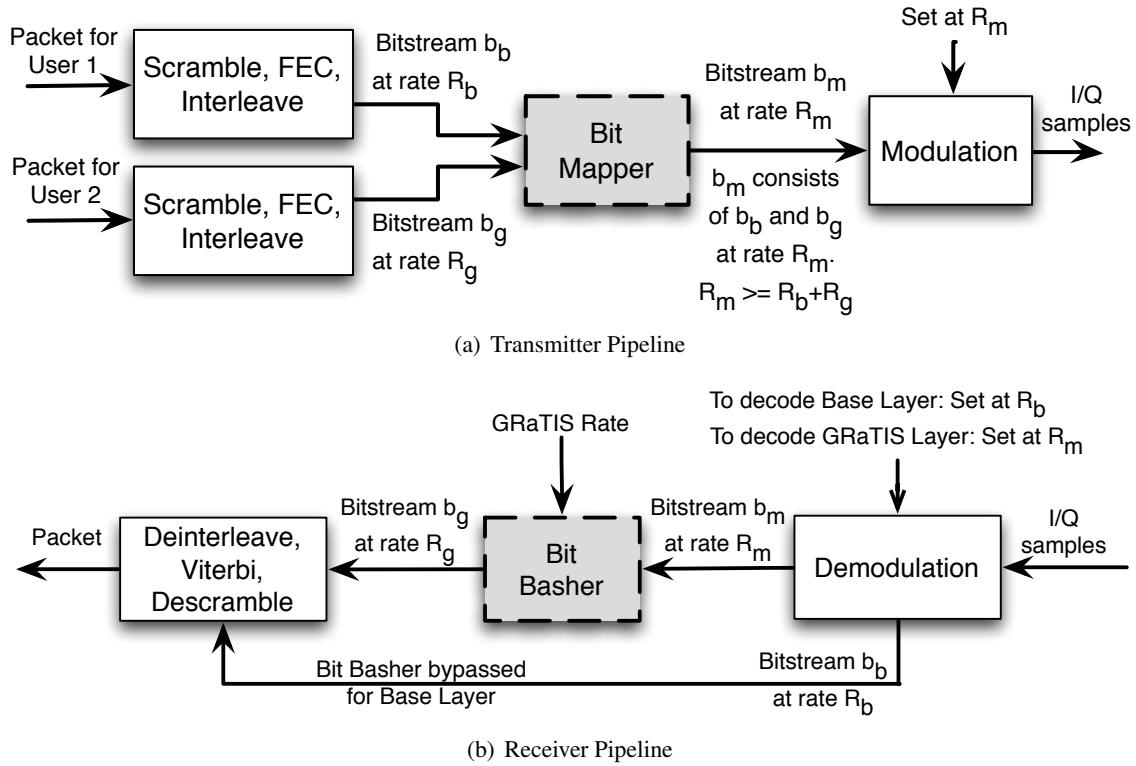 Packet for
User 1
Scramble, FEC,
Interleave
Bitstream b_b
at rate R_b
Packet for
User 2
Scramble, FEC,
Interleave
Bitstream b_g
at rate R_g
Bit
Mapper
Bitstream b_m
at rate R_m
b_m consists
of b_b and b_g
at rate R_m.
R_m >= R_b+R_g
Set at R_m
Modulation
I/Q
samples
(a) Transmitter Pipeline
To decode Base Layer: Set at R_b
To decode GRaTIS Layer: Set at R_m
I/Q
samples
Demodulation
Bitstream b_m
at rate R_m
GRaTIS Rate
Bit
Basher
Bitstream b_g
at rate R_g
Deinterleave,
Viterbi,
Descramble
Packet
Bit Basher bypassed
for Base Layer
Bitstream b_b
at rate R_b
(b) Receiver Pipeline